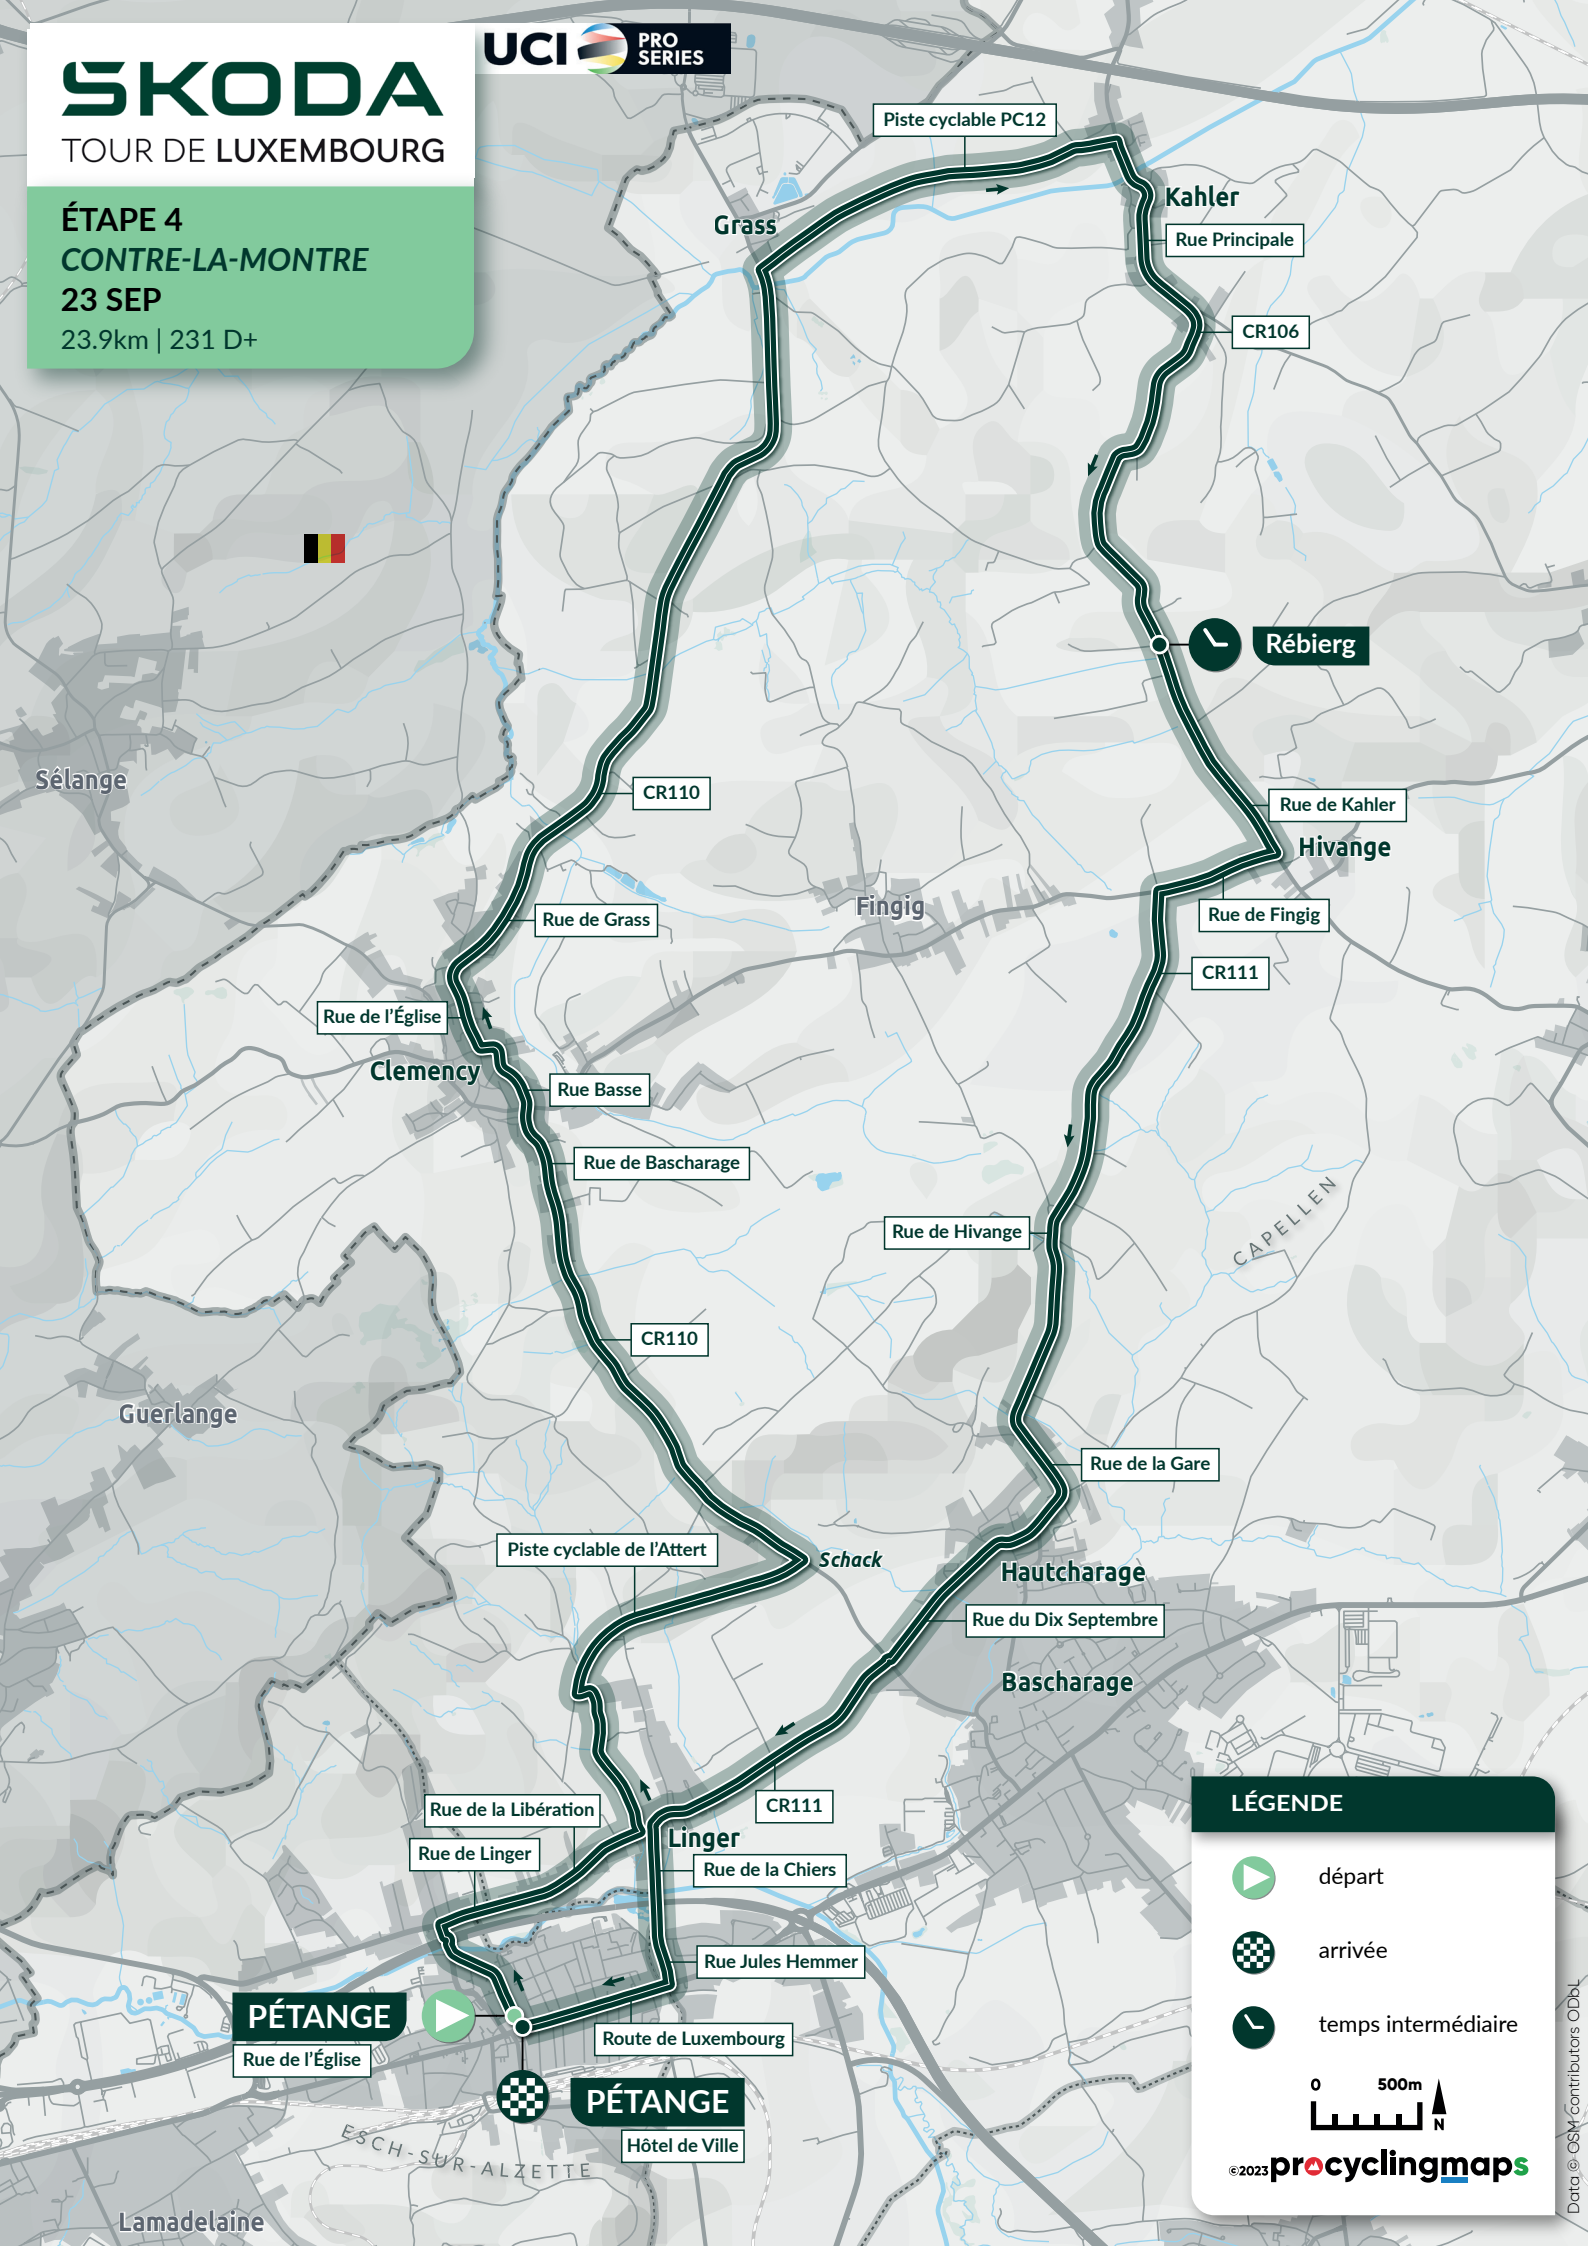 UCI PRO SERIES
SKODA
TOUR DE LUXEMBOURG
ÉTAPE 4
CONTRE-LA-MONTRE
23 SEP
23.9km | 231 D+
Piste cyclable PC12
Kahler
Grass
Rue Principale
CR106
Rébierg
Sélange
CR110
Rue de Kahler
Hivange
Fingig
Rue de Grass
Rue de Fingig
CR111
Rue de l'Église
Clemency
Rue Basse
Rue de Bascharage
CAPELLEN
Rue de Hivange
CR110
Guerlange
Rue de la Gare
Piste cyclable de l'Attert
Schack
Hautcharage
Rue du Dix Septembre
Bascharage
Rue de la Libération
CR111
Linger
Rue de Linger
Rue de la Chiers
Rue Jules Hemmer
PÉTANGE
Rue de l'Église
Route de Luxembourg
PÉTANGE
Hôtel de Ville
ESCH-SUR-ALZETTE
Lamadelaine
LÉGENDE
départ
arrivée
temps intermédiaire
0 500m
N
©2023 procyclingmaps
Data © OSM contributors ODbL